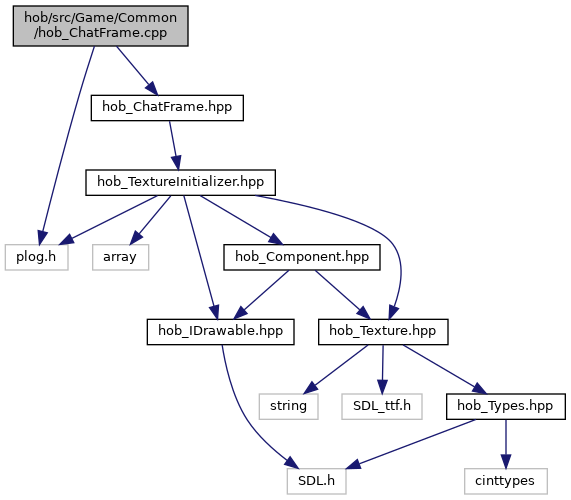 hob/src/Game/Common
/hob_ChatFrame.cpp
hob_ChatFrame.hpp
hob_TextureInitializer.hpp
plog.h
array
hob_Component.hpp
hob_IDrawable.hpp
hob_Texture.hpp
string
SDL_ttf.h
hob_Types.hpp
SDL.h
cinttypes